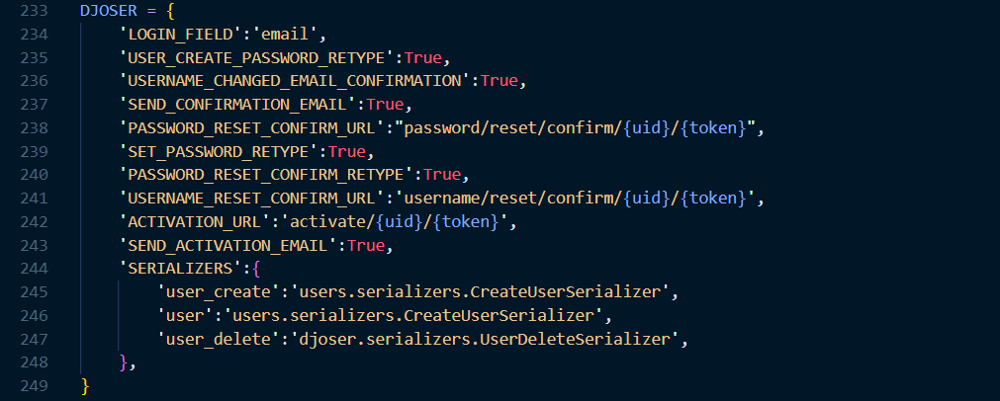 233 DJOSER = {
234 'LOGIN_FIELD':'email',
235 'USER_CREATE_PASSWORD_RETYPE':True,
236 'USERNAME_CHANGED_EMAIL_CONFIRMATION':True,
237 'SEND_CONFIRMATION_EMAIL':True,
238 'PASSWORD_RESET_CONFIRM_URL':"password/reset/confirm/{uid}/{token}",
239 'SET_PASSWORD_RETYPE':True,
240 'PASSWORD_RESET_CONFIRM_RETYPE':True,
241 'USERNAME_RESET_CONFIRM_URL':'username/reset/confirm/{uid}/{token}',
242 'ACTIVATION_URL':'activate/{uid}/{token}',
243 'SEND_ACTIVATION_EMAIL':True,
244 'SERIALIZERS':{
245 'user_create':'users.serializers.CreateUserSerializer',
246 'user':'users.serializers.CreateUserSerializer',
247 'user_delete':'djoser.serializers.UserDeleteSerializer',
248 },
249 }